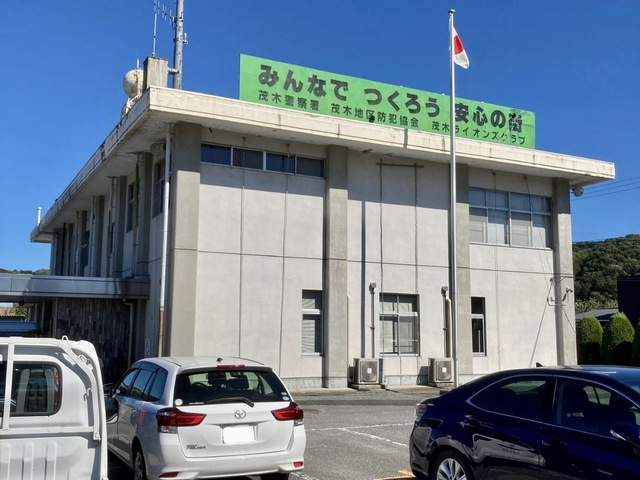 みんなで つくろう 安心の街
茂木警察署 茂木地区防犯協会 茂木ライオンズクラブ